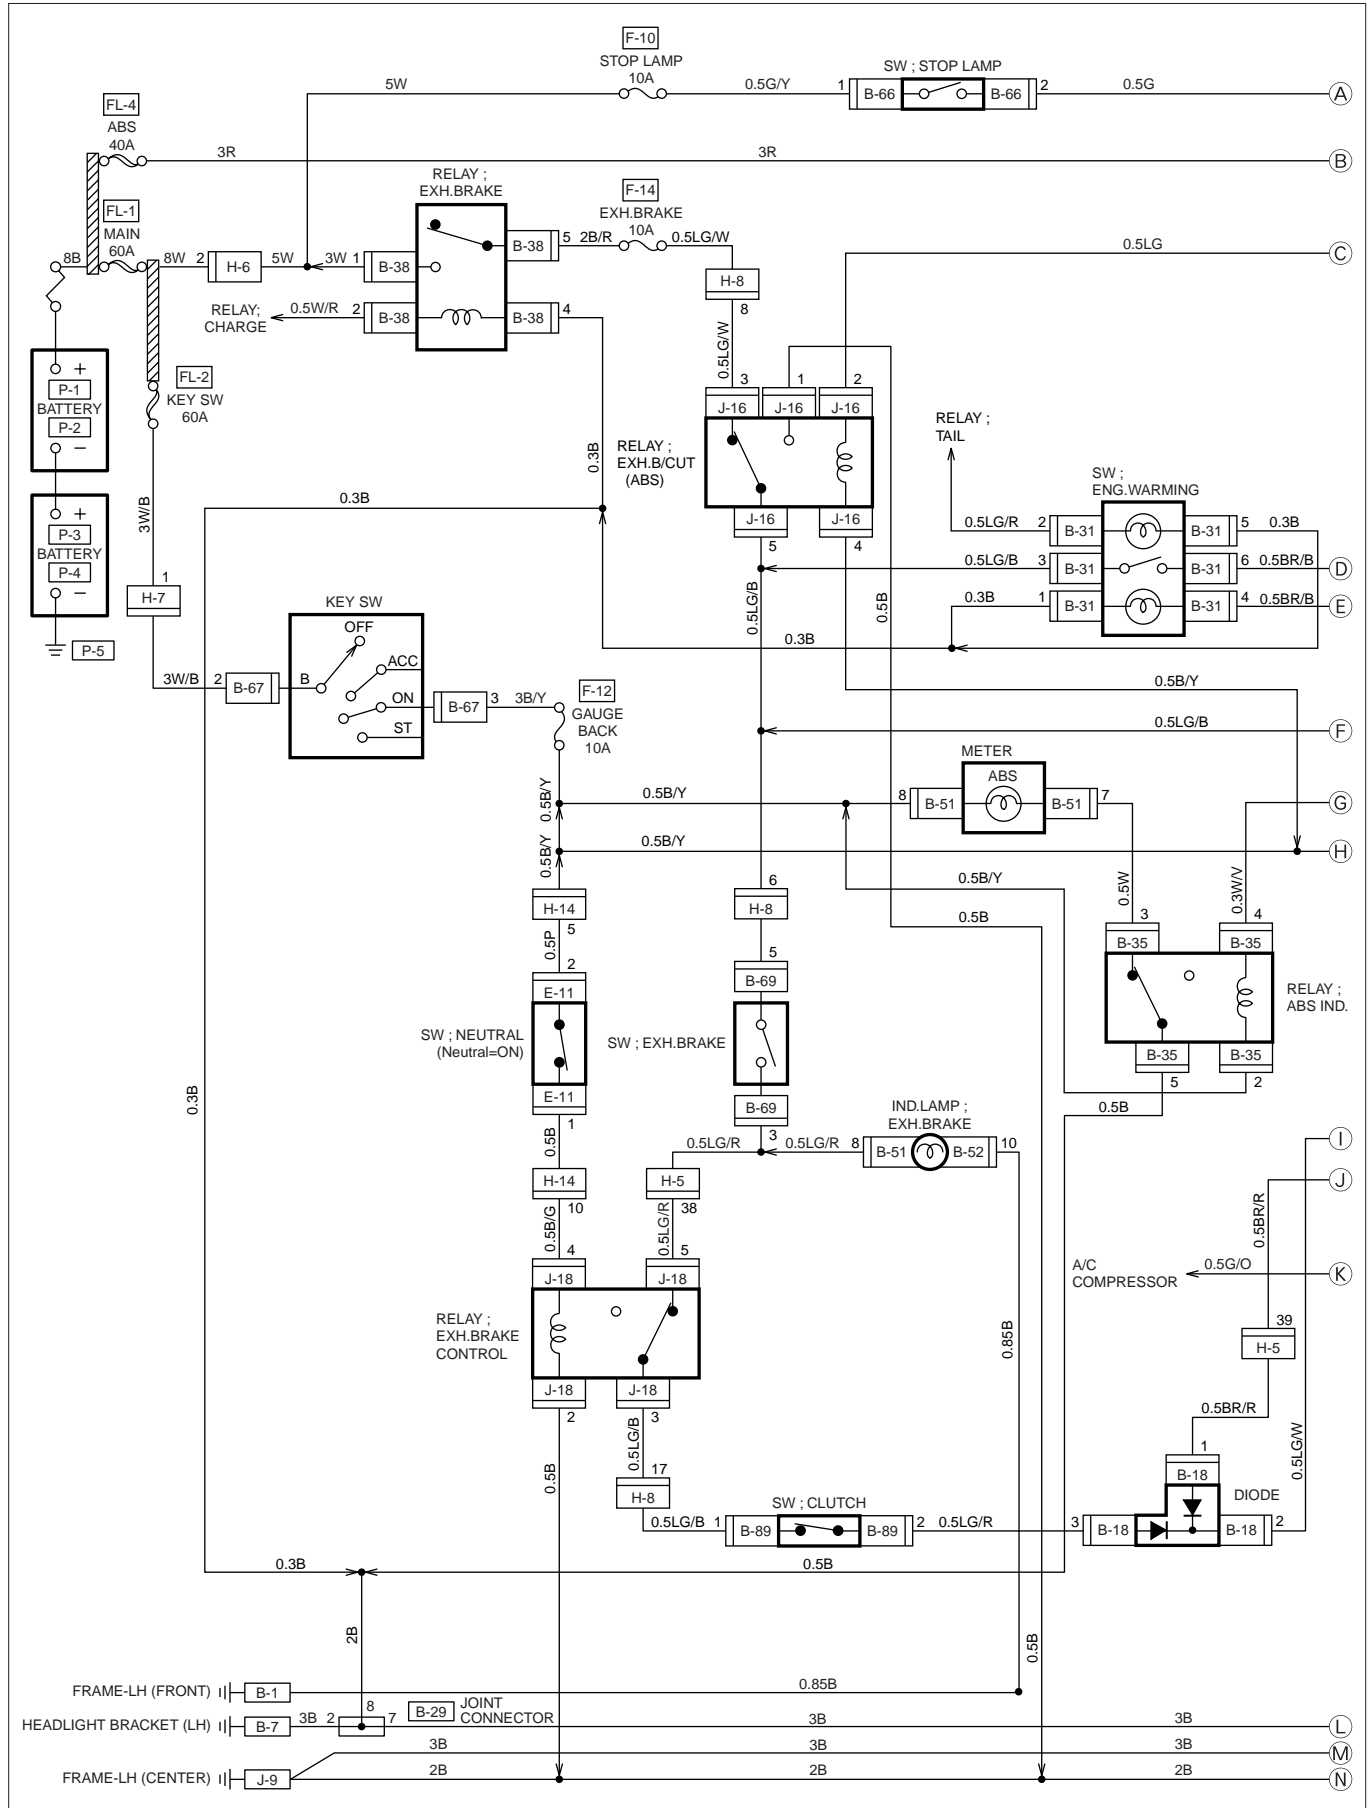 F-10
STOP LAMP
10A
SW ; STOP LAMP
5W
0.5G/Y
1
B-66
B-66
2
0.5G
A
FL-4
ABS
40A
3R
3R
B
RELAY ;
EXH.BRAKE
F-14
EXH.BRAKE
10A
FL-1
MAIN
60A
B-38
5
2B/R
0.5LG/W
0.5LG
C
8B
8W
2
H-6
5W
3W
1
B-38
H-8
8
RELAY;
CHARGE
0.5W/R
2
B-38
B-38
4
0.5LG/W
+
P-1
BATTERY
P-2
−
FL-2
KEY SW
60A
3
1
2
J-16
J-16
J-16
RELAY ;
TAIL
RELAY ;
EXH.B/CUT
(ABS)
0.3B
SW ;
ENG.WARMING
0.3B
3W/B
+
P-3
BATTERY
P-4
−
J-16
J-16
5
4
0.5LG/R
2
B-31
B-31
5
0.3B
0.5LG/B
3
B-31
B-31
6
0.5BR/B
D
0.3B
1
B-31
B-31
4
0.5BR/B
E
1
H-7
0.5LG/B
0.5B
P-5
KEY SW
OFF
ACC
ON
ST
0.3B
3W/B
2
B-67
B
B-67
3
3B/Y
F-12
GAUGE
BACK
10A
0.5B/Y
0.5LG/B
F
METER
ABS
0.5B/Y
0.5B/Y
8
B-51
B-51
7
G
0.5B/Y
0.5B/Y
H
0.5B/Y
0.5W
0.3W/V
H-14
5
6
H-8
0.5B
3
4
B-35
B-35
0.5P
2
E-11
5
B-69
RELAY ;
ABS IND.
SW ; NEUTRAL
(Neutral=ON)
SW ; EXH.BRAKE
B-35
B-35
5
2
E-11
1
B-69
3
0.3B
0.5B
IND.LAMP ;
EXH.BRAKE
0.5B
0.5LG/R
0.5LG/R
8
B-51
B-52
10
I
H-14
10
H-5
38
J
0.5B/G
0.5LG/R
0.5BR/R
4
5
J-18
J-18
A/C
COMPRESSOR
0.5G/O
K
RELAY ;
EXH.BRAKE
CONTROL
0.85B
39
H-5
J-18
J-18
2
3
0.5BR/R
0.5B
0.5LG/B
0.5LG/W
17
H-8
1
B-18
DIODE
SW ; CLUTCH
0.5LG/B
1
B-89
B-89
2
0.5LG/R
3
B-18
B-18
2
0.3B
0.5B
2B
0.5B
FRAME-LH (FRONT)
B-1
0.85B
8
B-29
JOINT
CONNECTOR
HEADLIGHT BRACKET (LH)
B-7
3B
2
7
3B
3B
L
3B
3B
3B
M
FRAME-LH (CENTER)
J-9
2B
2B
2B
N